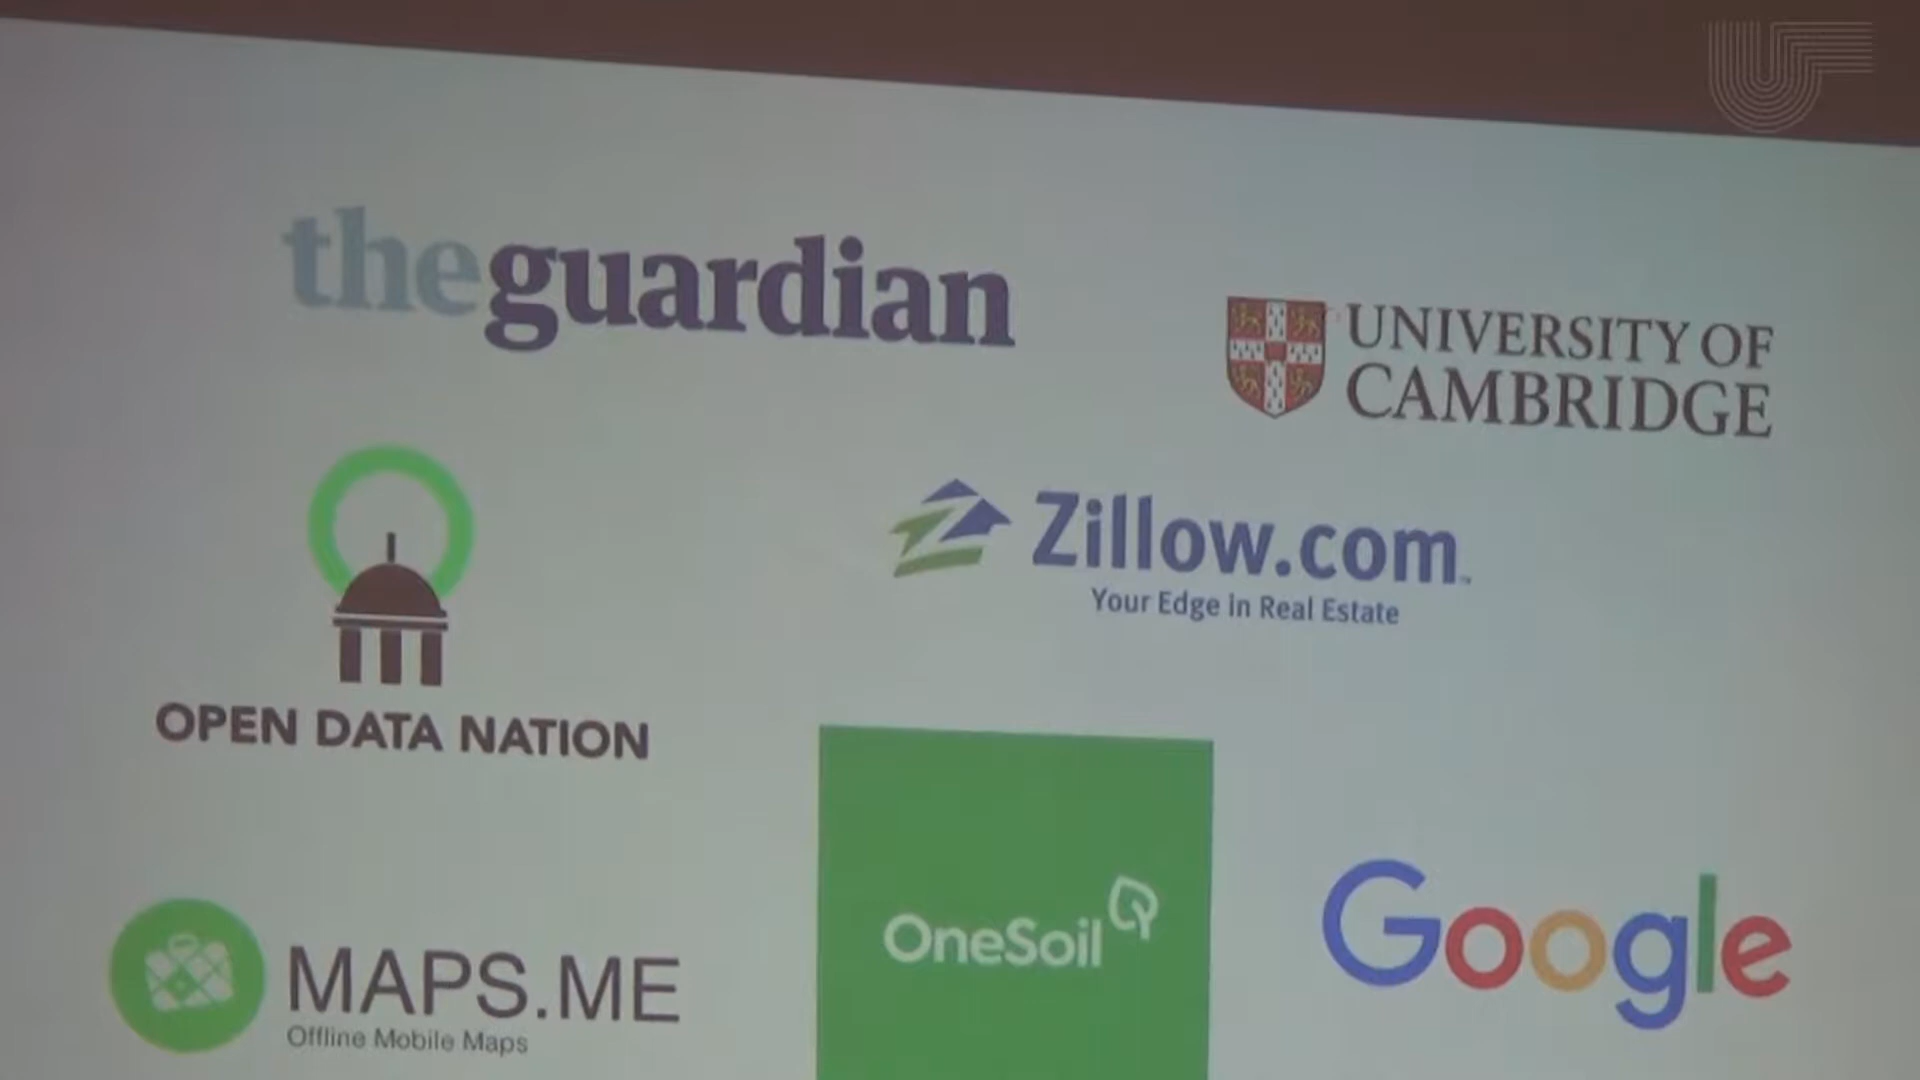 theguardian
UNIVERSITY OF
CAMBRIDGE
Zillow.com
Your Edge in Real Estate
OPEN DATA NATION
OneSoil
Google
MAPS.ME
Offline Mobile Maps